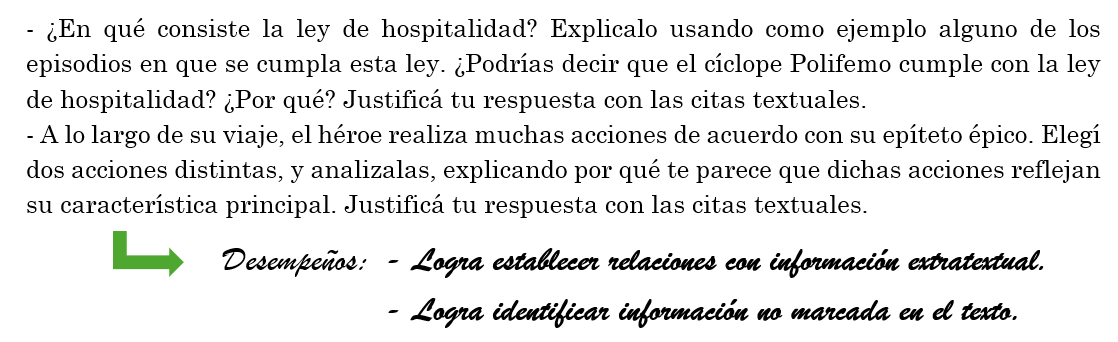 - ¿En qué consiste la ley de hospitalidad? Explicalo usando como ejemplo alguno de los
episodios en que se cumpla esta ley. ¿Podrías decir que el cíclope Polifemo cumple con la ley
de hospitalidad? ¿Por qué? Justificá tu respuesta con las citas textuales.
- A lo largo de su viaje, el héroe realiza muchas acciones de acuerdo con su epíteto épico. Elegí
dos acciones distintas, y analizalas, explicando por qué te parece que dichas acciones reflejan
su característica principal. Justificá tu respuesta con las citas textuales.
Desempeños: - Logra establecer relaciones con información extratextual.
- Logra identificar información no marcada en el texto.